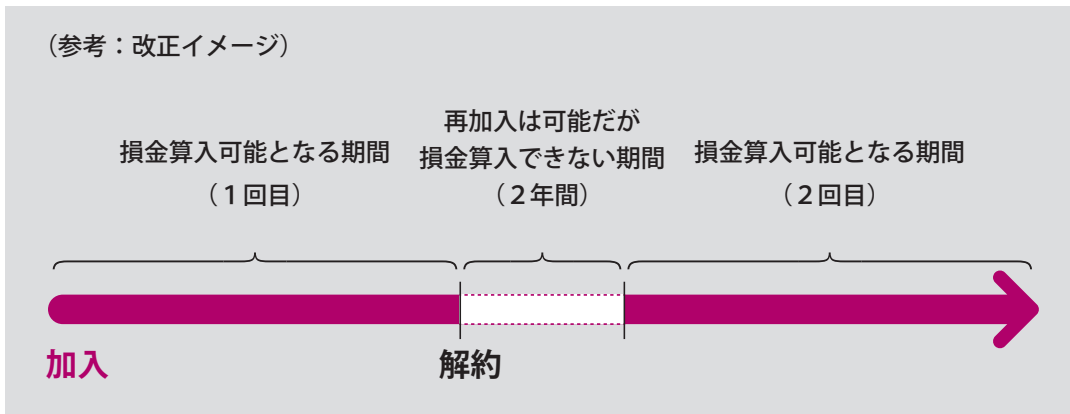 （参考：改正イメージ）
損金算入可能となる期間
（１回目）
再加入は可能だが
損金算入できない期間
（２年間）
損金算入可能となる期間
（２回目）
加入
解約